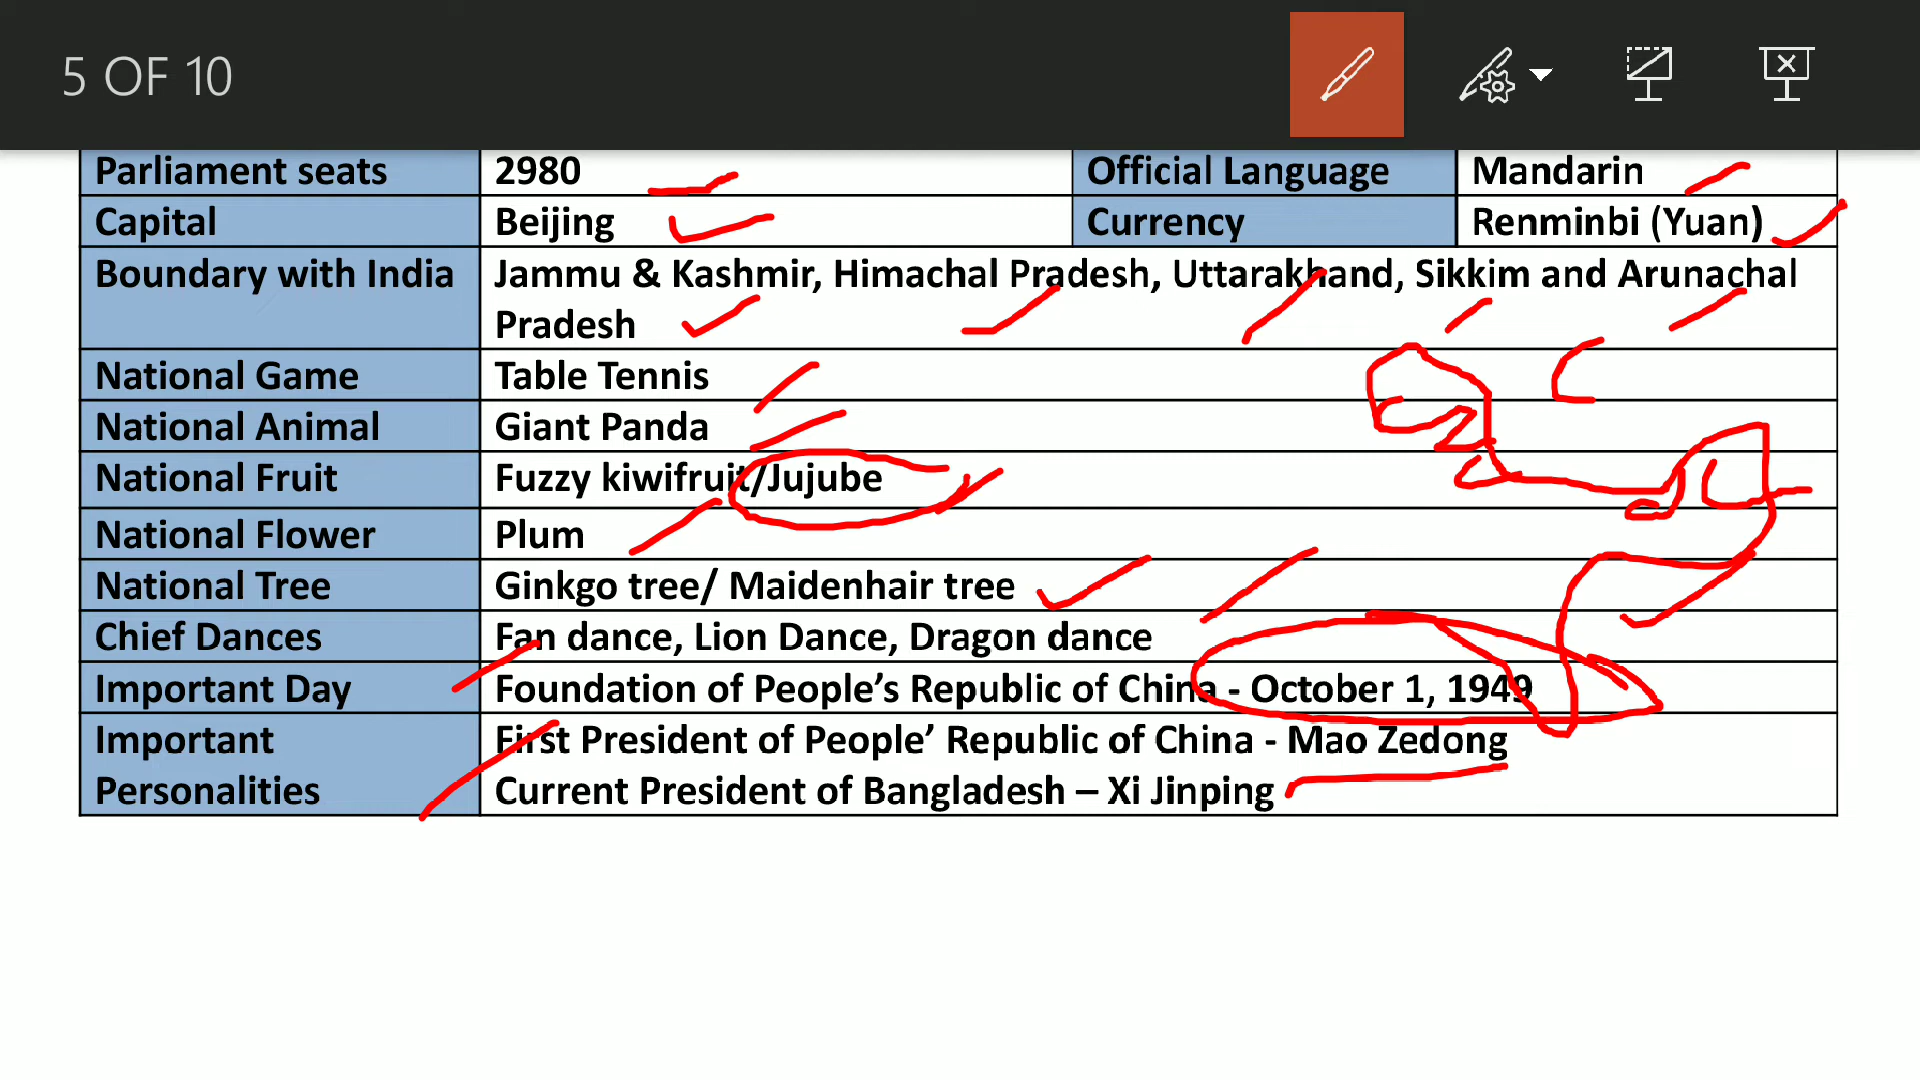 5 OF 10
Parliament seats 2980 Official Language Mandarin
Capital Beijing Currency Renminbi (Yuan)
Boundary with India Jammu & Kashmir, Himachal Pradesh, Uttarakhand, Sikkim and Arunachal
Pradesh
National Game Table Tennis
National Animal Giant Panda
National Fruit Fuzzy kiwifruit/Jujube
National Flower Plum
National Tree Ginkgo tree/ Maidenhair tree
Chief Dances Fan dance, Lion Dance, Dragon dance
Important Day Foundation of People’s Republic of China - October 1, 1949
Important First President of People’ Republic of China - Mao Zedong
Personalities Current President of Bangladesh – Xi Jinping